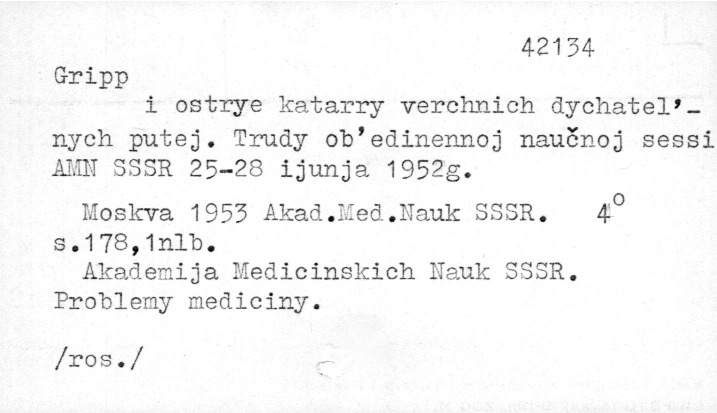 42134
Gripp
i ostrye katarry verchnich dychatel’-
nych putej. Trudy ob’edinennoj naučnoj sessi
AMN SSSR 25-28 ijunja 1952g.
Moskva 1953 Akad.Med.Nauk SSSR. 4°
s.178,1nlb.
Akademija Medicinskich Nauk SSSR.
Problemy mediciny.
/ros./